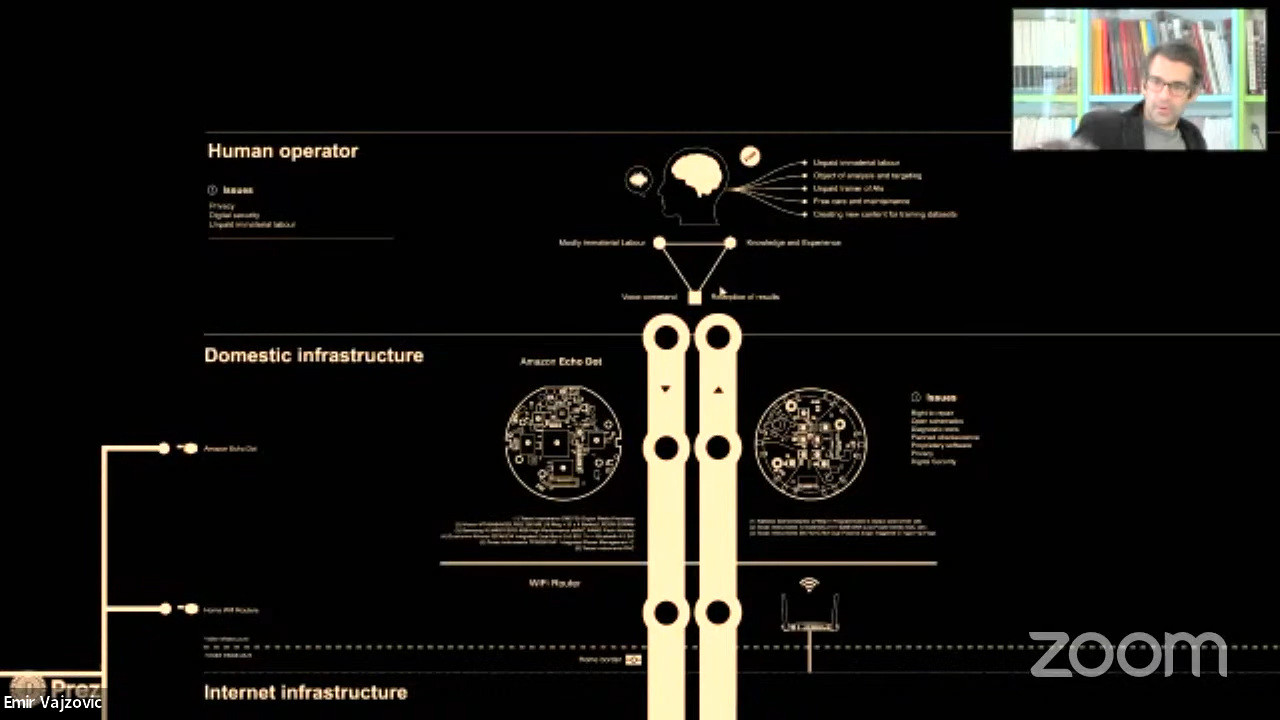 Human operator
Issues
Privacy
Digital security
Unpaid immaterial labour
Unpaid immaterial labour
Object of analysis and targeting
Unpaid trainer of AIs
Free care and maintenance
Creating new content for training datasets
Mostly immaterial Labour
Knowledge and Experience
Voice command
Reception of results
Domestic infrastructure
Amazon Echo Dot
Issues
Right to repair
Open schematics
Diagnostic tools
Planned obsolescence
Proprietary software
Privacy
Digital Security
Amazon Echo Dot
WiFi Router
Home Wifi Routers
Home border
Internet infrastructure
Prez
Emir Vajzovic
zoom